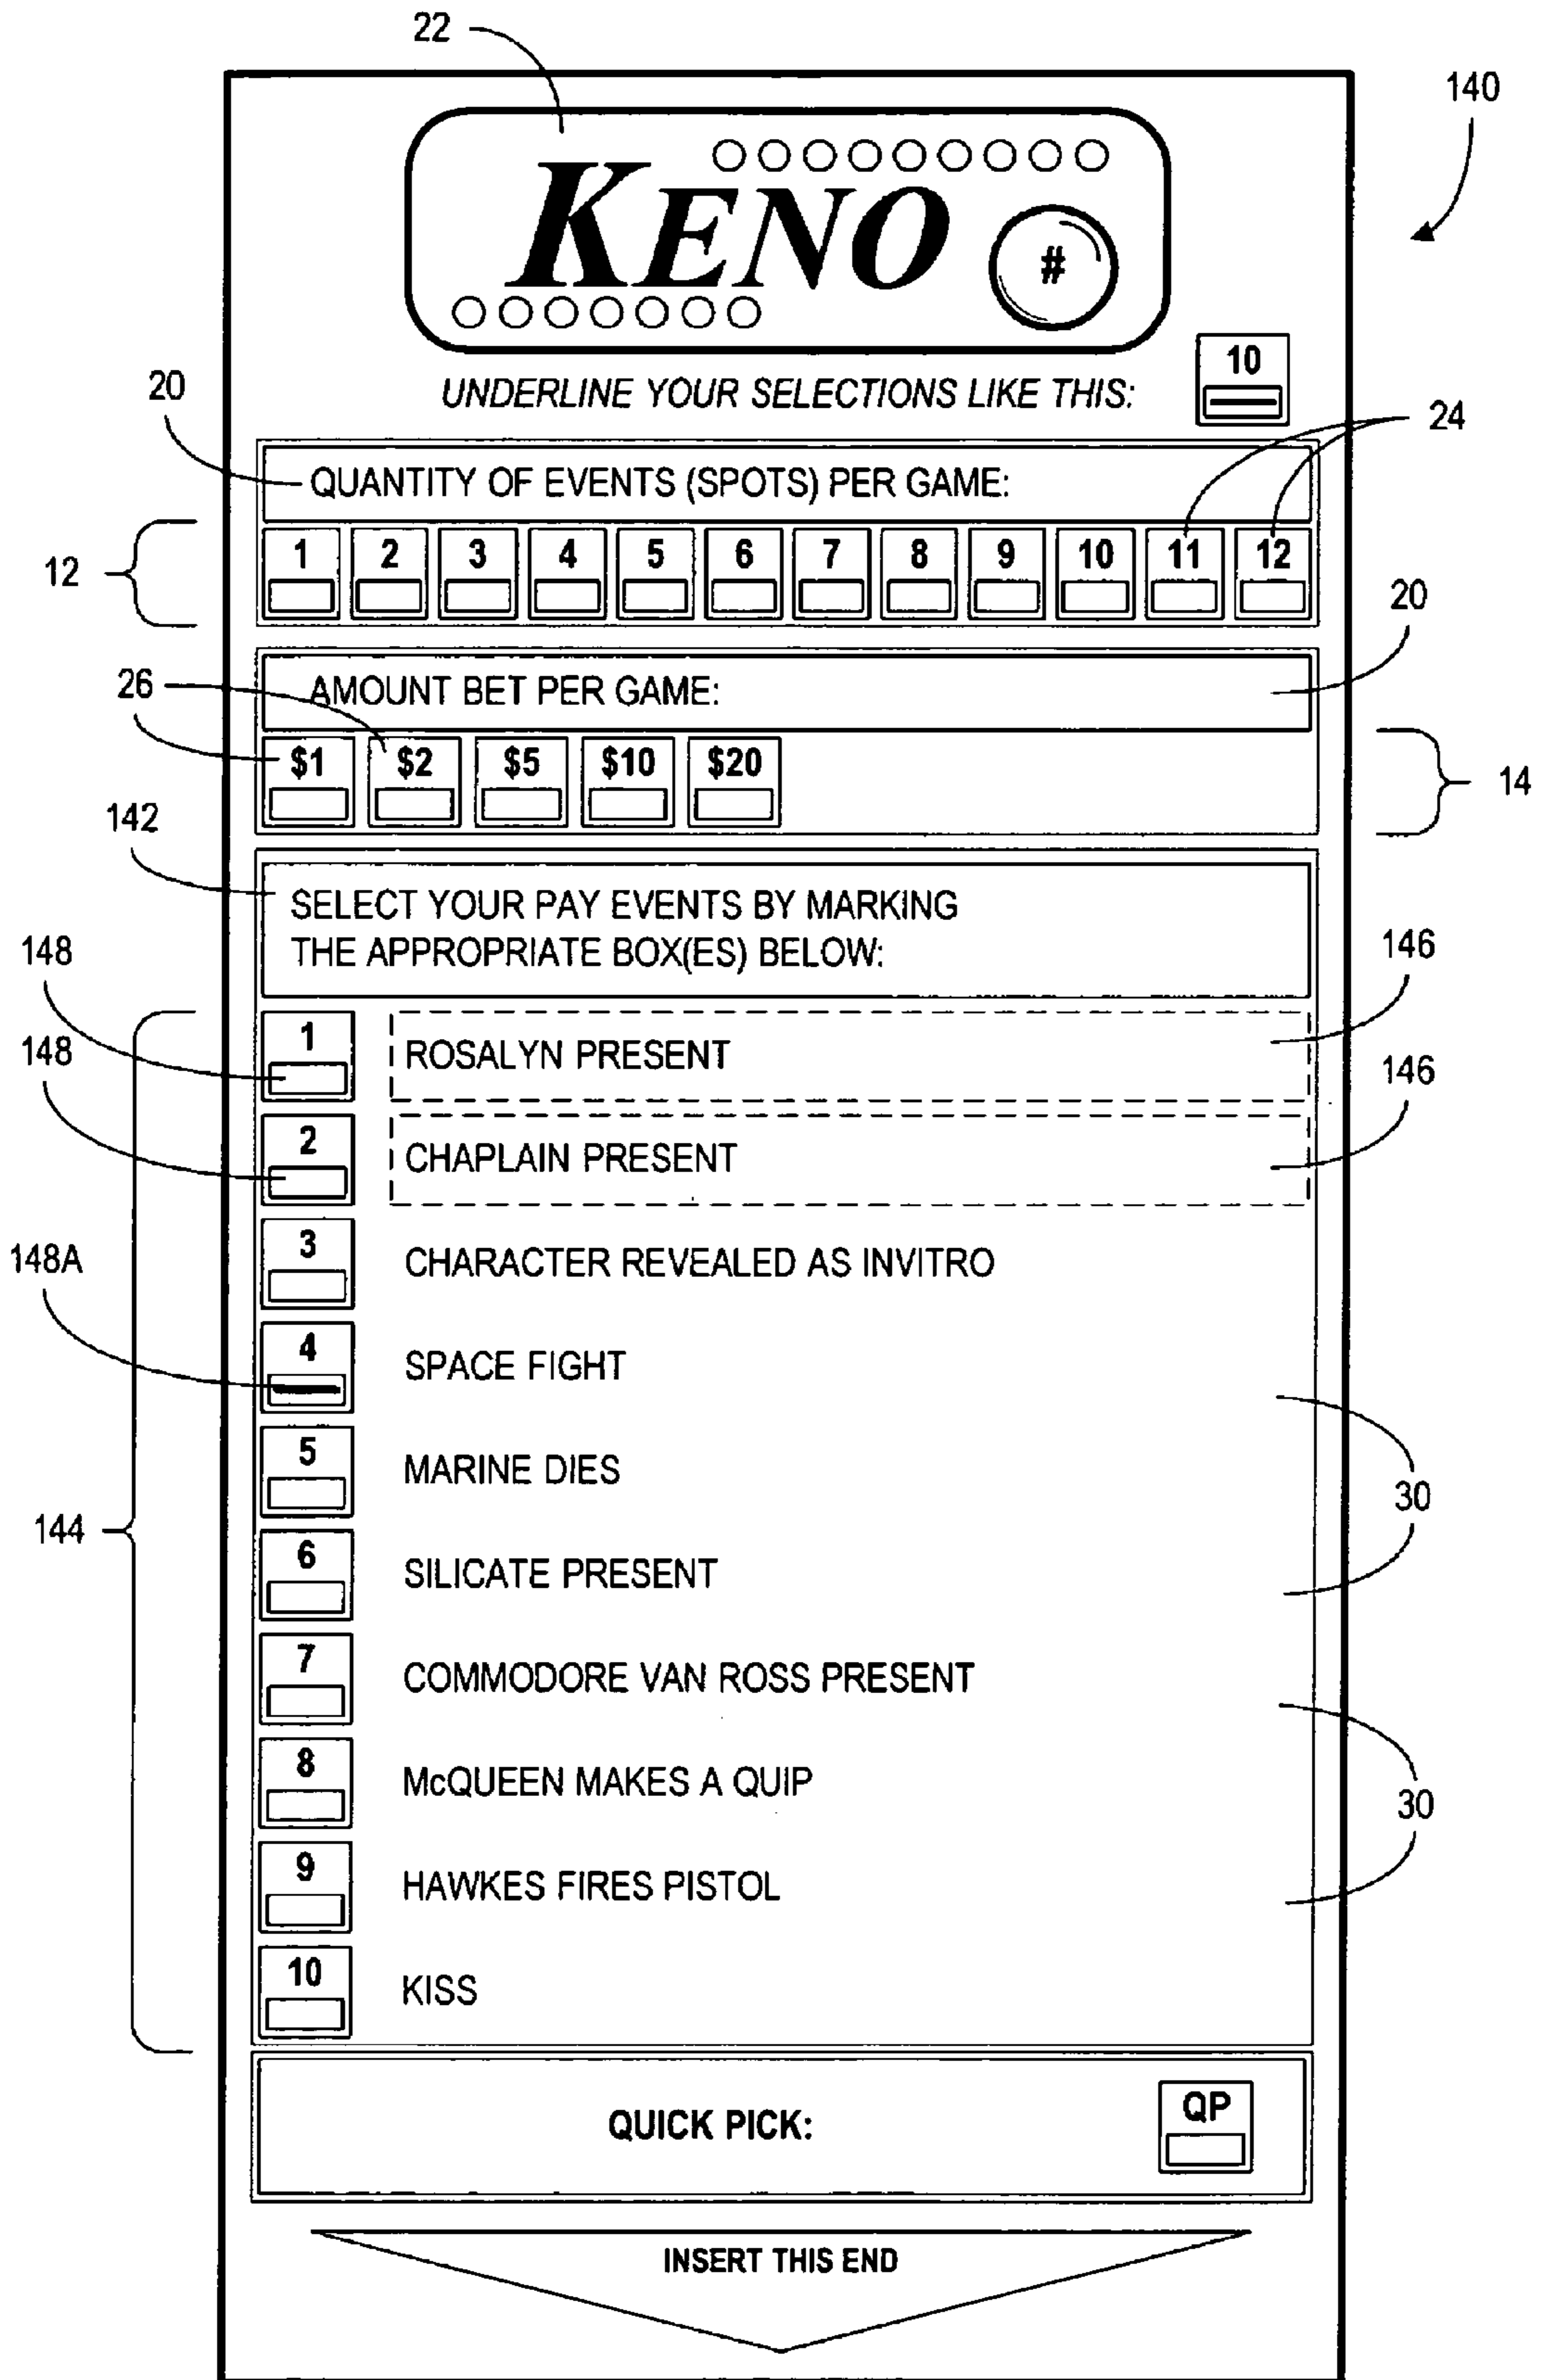 22
140
KENO
#
10
UNDERLINE YOUR SELECTIONS LIKE THIS:
20
24
QUANTITY OF EVENTS (SPOTS) PER GAME:
12
1 2 3 4 5 6 7 8 9 10 11 12
20
26
AMOUNT BET PER GAME:
$1 $2 $5 $10 $20
14
142
SELECT YOUR PAY EVENTS BY MARKING
THE APPROPRIATE BOX(ES) BELOW:
148
146
1 ROSALYN PRESENT
148
146
2 CHAPLAIN PRESENT
148A
3 CHARACTER REVEALED AS INVITRO
4 SPACE FIGHT
5 MARINE DIES
30
144
6 SILICATE PRESENT
7 COMMODORE VAN ROSS PRESENT
8 McQUEEN MAKES A QUIP
30
9 HAWKES FIRES PISTOL
10 KISS
QUICK PICK:
QP
INSERT THIS END